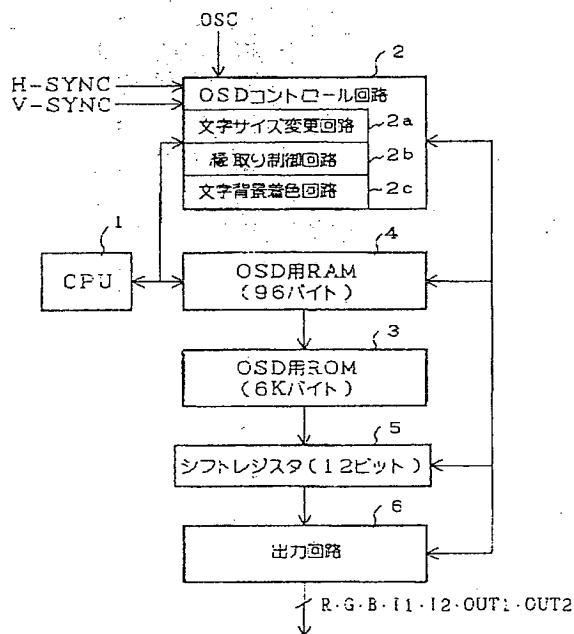 OSC
2
H-SYNC
V-SYNC
OSDコントロール回路
文字サイズ変更回路
2a
縁取り制御回路
2b
文字背景着色回路
2c
1
CPU
4
OSD用RAM
(96バイト)
3
OSD用ROM
(6Kバイト)
5
シフトレジスタ(12ビット)
6
出力回路
R・G・B・I1・I2・OUT1・OUT2